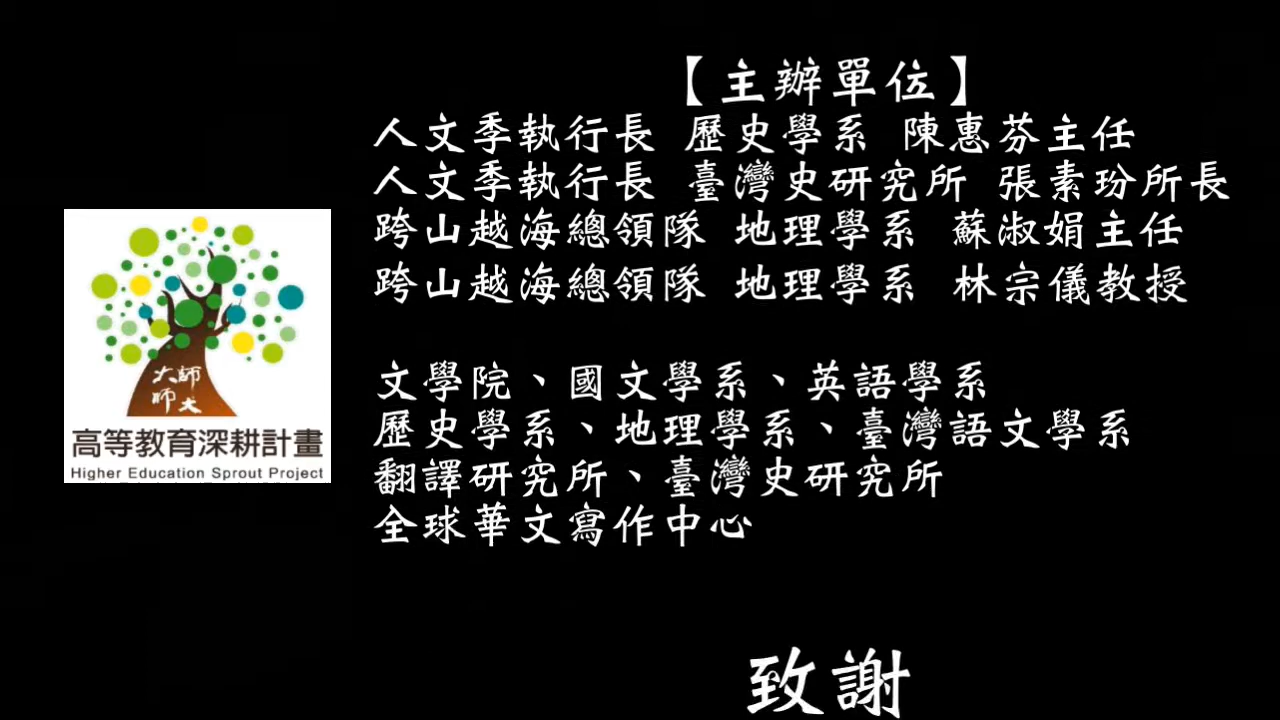 【主辦單位】
人文季執行長 歷史學系 陳惠芬主任
人文季執行長 臺灣史研究所 張素玢所長
跨山越海總領隊 地理學系 蘇淑娟主任
跨山越海總領隊 地理學系 林宗儀教授
文學院、國文學系、英語學系
歷史學系、地理學系、臺灣語文學系
翻譯研究所、臺灣史研究所
全球華文寫作中心
致謝
大師
師大
高等教育深耕計畫
Higher Education Sprout Project